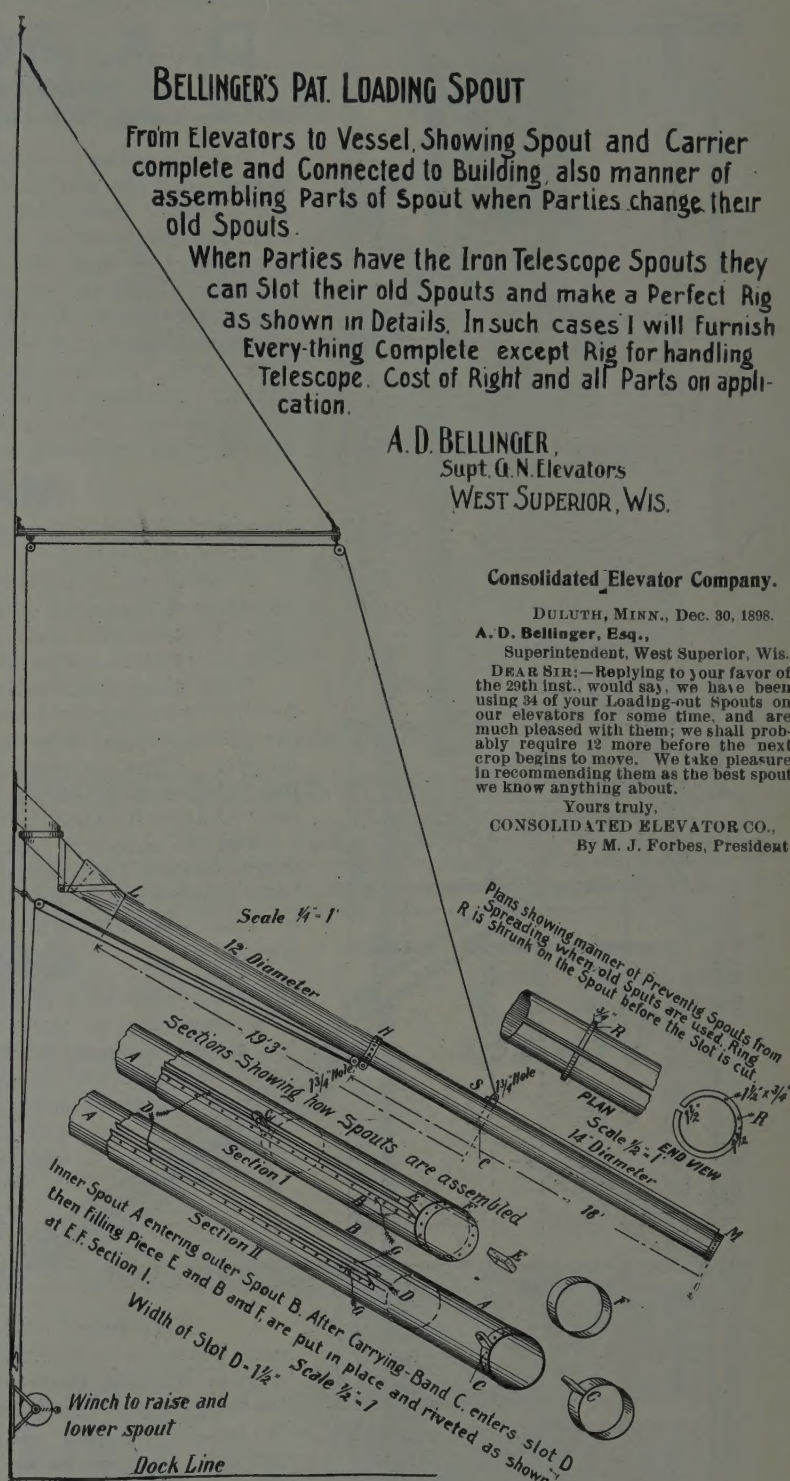 BELLINGER'S PAT. LOADING SPOUT
From Elevators to Vessel, Showing Spout and Carrier
complete and Connected to Building, also manner of
assembling Parts of Spout when Parties change their
old Spouts.
When Parties have the Iron Telescope Spouts they
can Slot their old Spouts and make a Perfect Rig
as shown in Details. In such cases I will Furnish
Every-thing Complete except Rig for handling
Telescope. Cost of Right and all Parts on appli-
cation.
A. D. BELLINGER,
Supt. G. N. Elevators
WEST SUPERIOR, WIS.
Consolidated Elevator Company.
DULUTH, MINN., Dec. 30, 1898.
A. D. Bellinger, Esq.,
Superintendent, West Superior, Wis.
DEAR SIR:—Replying to your favor of
the 29th inst., would say, we have been
using 34 of your Loading-out Spouts on
our elevators for some time, and are
much pleased with them; we shall prob-
ably require 12 more before the next
crop begins to move. We take pleasure
in recommending them as the best spout
we know anything about.
Yours truly,
CONSOLIDATED ELEVATOR CO.,
By M. J. Forbes, President
L
Scale ¼"=1'
12" Diameter
19'3"
H
1¾" Hole
S
1¾" Hole
C
14" Diameter
18'
M
Plans showing manner of Preventig Spouts from
Spreading when old Sputs are used. Ring
R is Shrunk on the Spout before the Slot is cut.
¾"
R
PLAN
Scale ½"=1'
1½" x ¾"
R
1½"
1½
END VIEW
Sections Showing how Spouts are assembled
A
D
C
Section I
B
E
F
G
E
F
A
D
Section II
B
D
G
A
C
C
Inner Spout A entering outer Spout B. After Carrying-Band C. enters slot D
then Filling Piece E and B and F. are put in place and riveted as shown
at E.F. Section I.
Width of Slot D-1½"
Scale ½"=1
Winch to raise and
lower spout
Dock Line